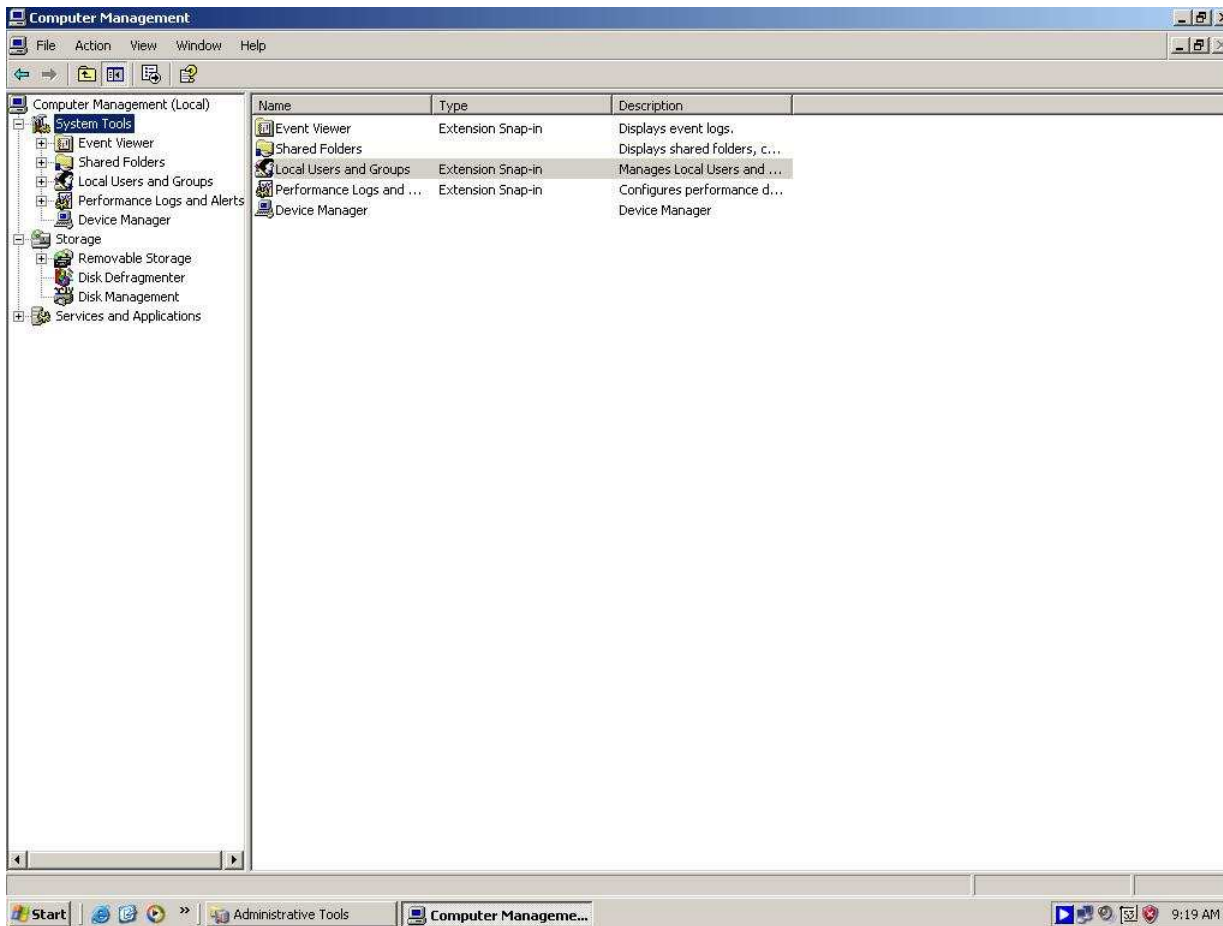 Computer Management
File Action View Window Help
Computer Management (Local)
System Tools
Event Viewer
Shared Folders
Local Users and Groups
Performance Logs and Alerts
Device Manager
Storage
Removable Storage
Disk Defragmenter
Disk Management
Services and Applications
Name Type Description
Event Viewer Extension Snap-in Displays event logs.
Shared Folders Displays shared folders, c...
Local Users and Groups Extension Snap-in Manages Local Users and ...
Performance Logs and ... Extension Snap-in Configures performance d...
Device Manager Device Manager
Start » Administrative Tools Computer Manageme... 53 9:19 AM